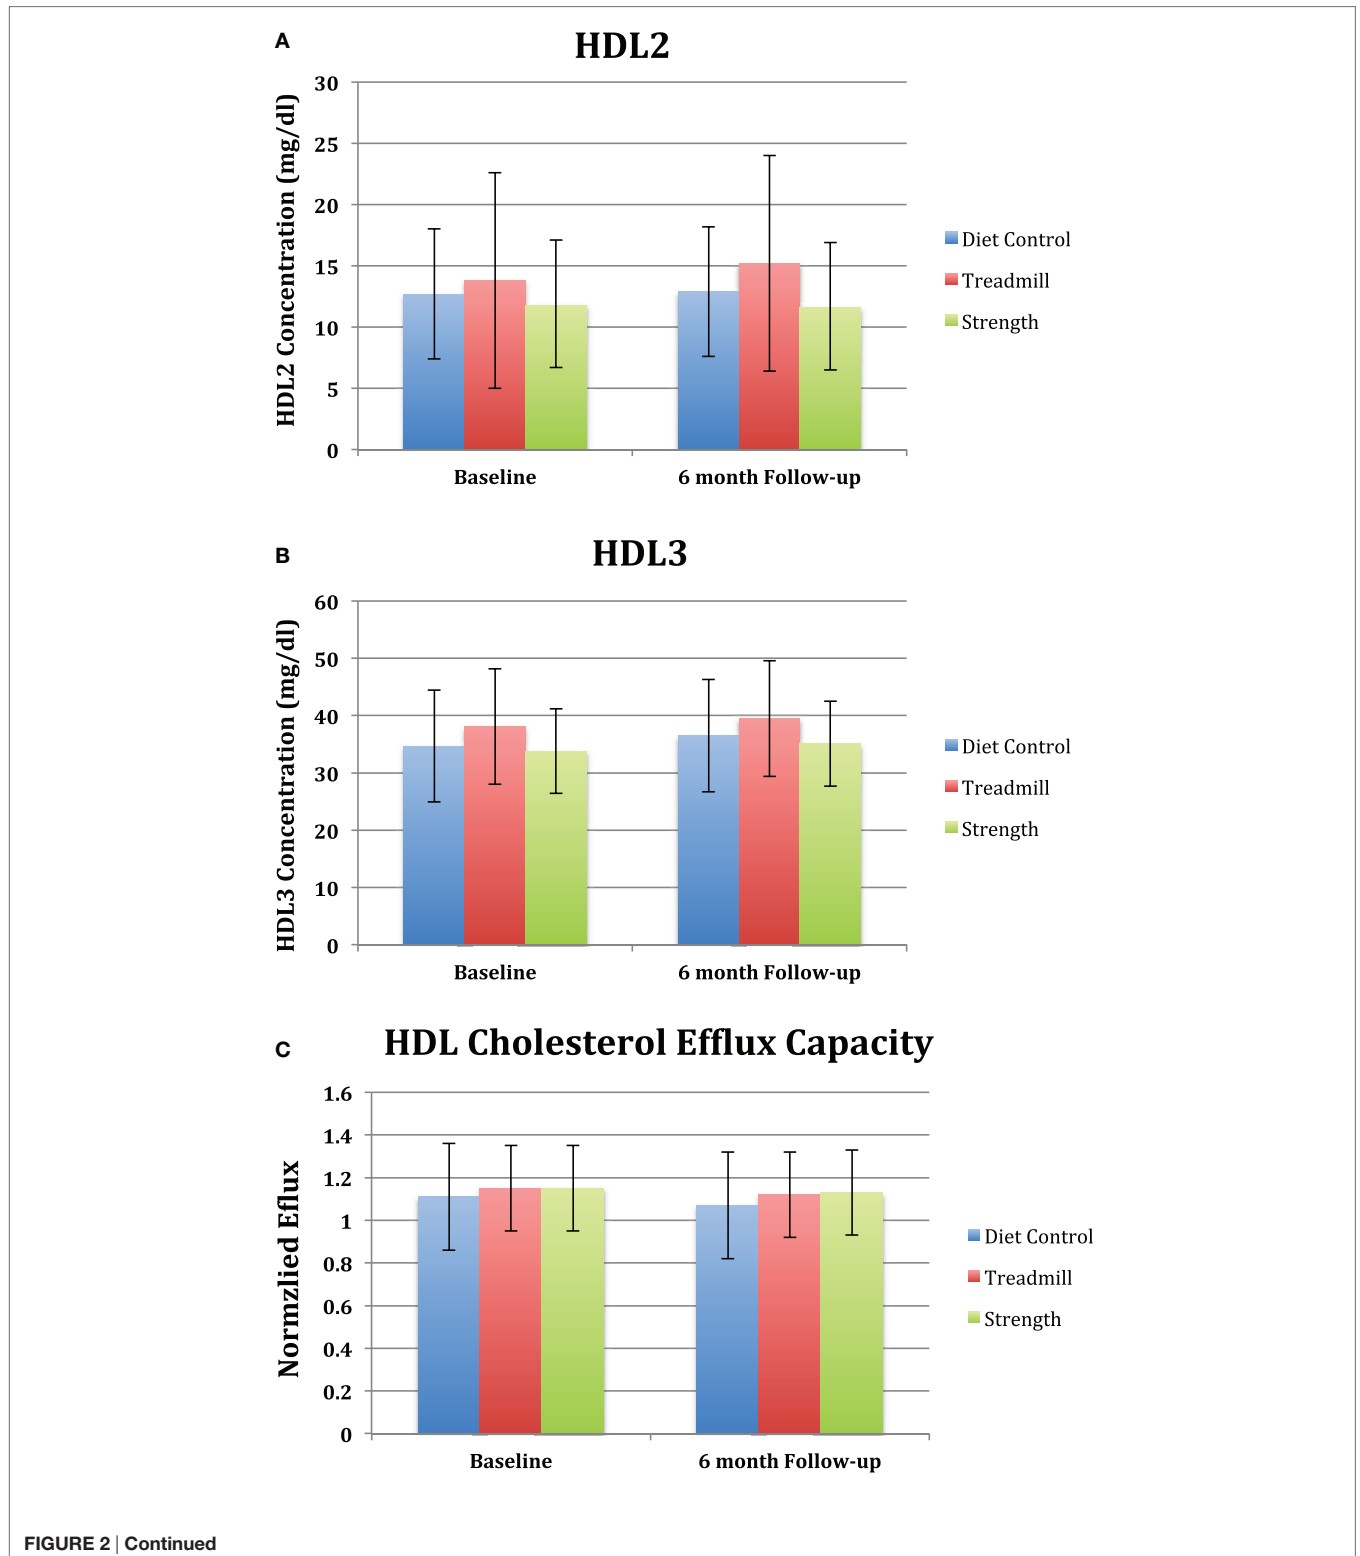 A
HDL2
HDL2 Concentration (mg/dl)
30
25
20
15
10
5
0
Baseline
6 month Follow-up
Diet Control
Treadmill
Strength
B
HDL3
HDL3 Concentration (mg/dl)
60
50
40
30
20
10
0
Baseline
6 month Follow-up
Diet Control
Treadmill
Strength
C
HDL Cholesterol Efflux Capacity
Normzlied Eflux
1.6
1.4
1.2
1
0.8
0.6
0.4
0.2
0
Baseline
6 month Follow-up
Diet Control
Treadmill
Strength
FIGURE 2 | Continued